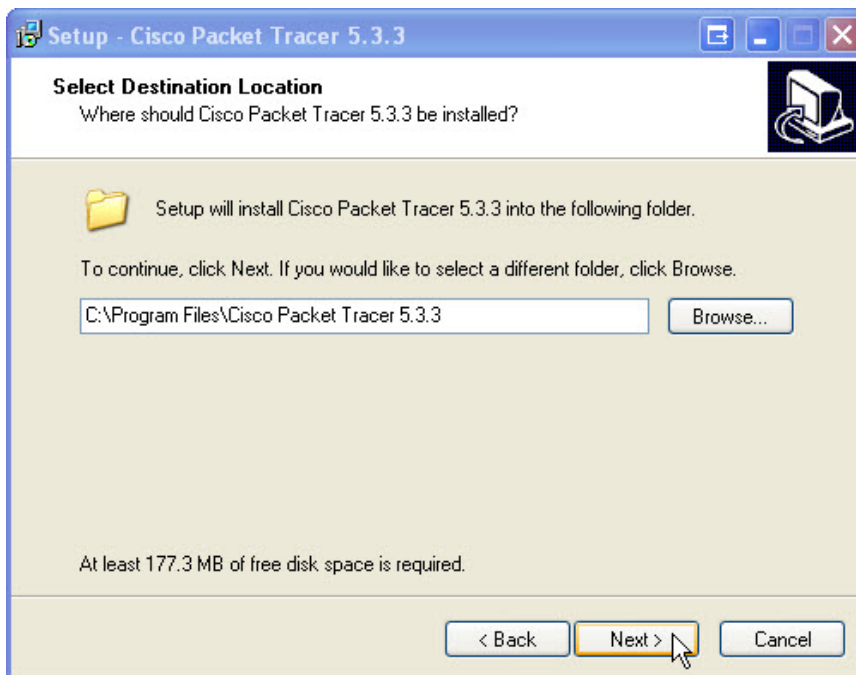 Setup - Cisco Packet Tracer 5.3.3
Select Destination Location
Where should Cisco Packet Tracer 5.3.3 be installed?
Setup will install Cisco Packet Tracer 5.3.3 into the following folder.
To continue, click Next. If you would like to select a different folder, click Browse.
C:\Program Files\Cisco Packet Tracer 5.3.3
Browse...
At least 177.3 MB of free disk space is required.
< Back
Next >
Cancel